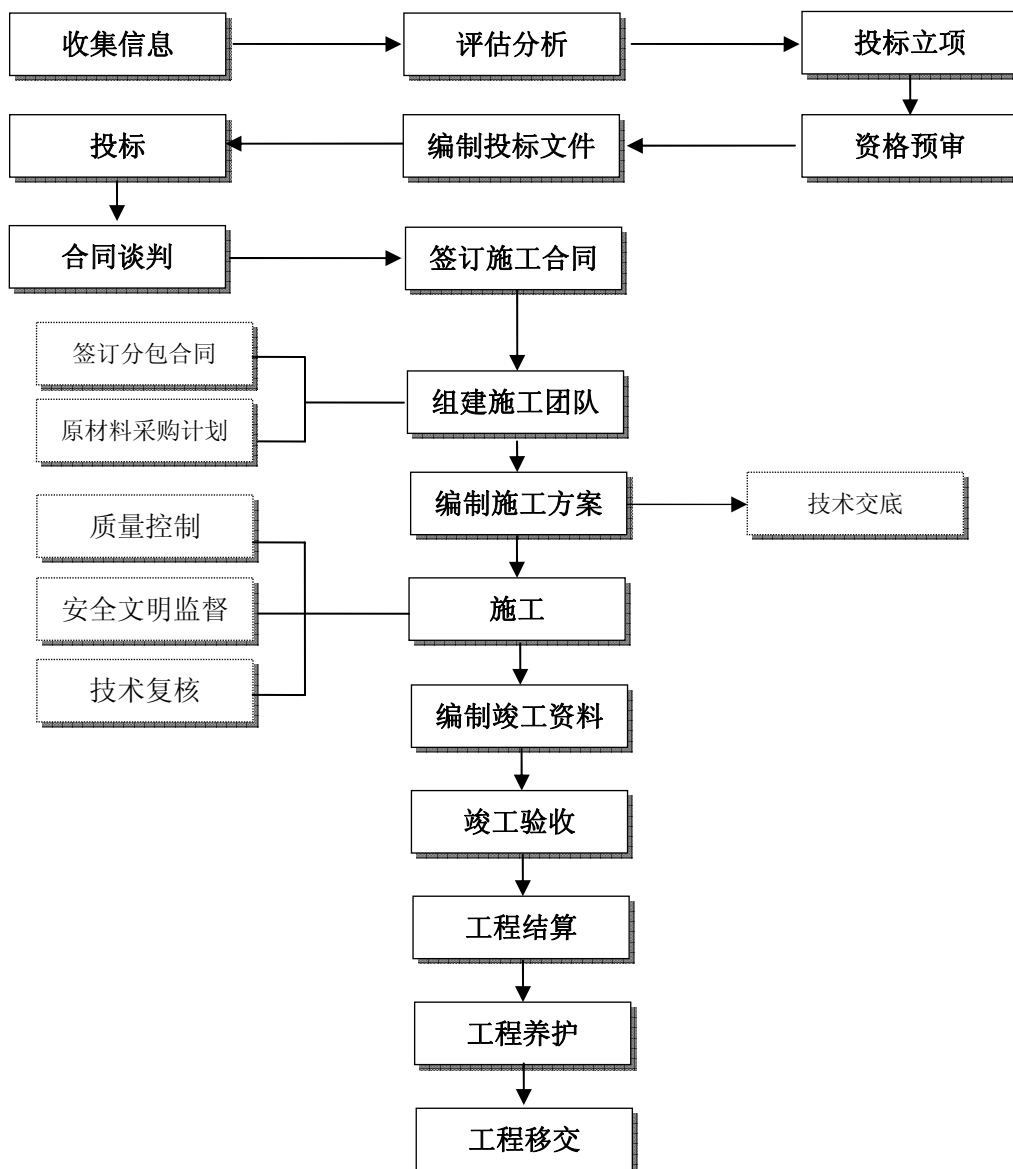 收集信息
评估分析
投标立项
投标
编制投标文件
资格预审
合同谈判
签订施工合同
签订分包合同
组建施工团队
原材料采购计划
编制施工方案
技术交底
质量控制
安全文明监督
施工
技术复核
编制竣工资料
竣工验收
工程结算
工程养护
工程移交